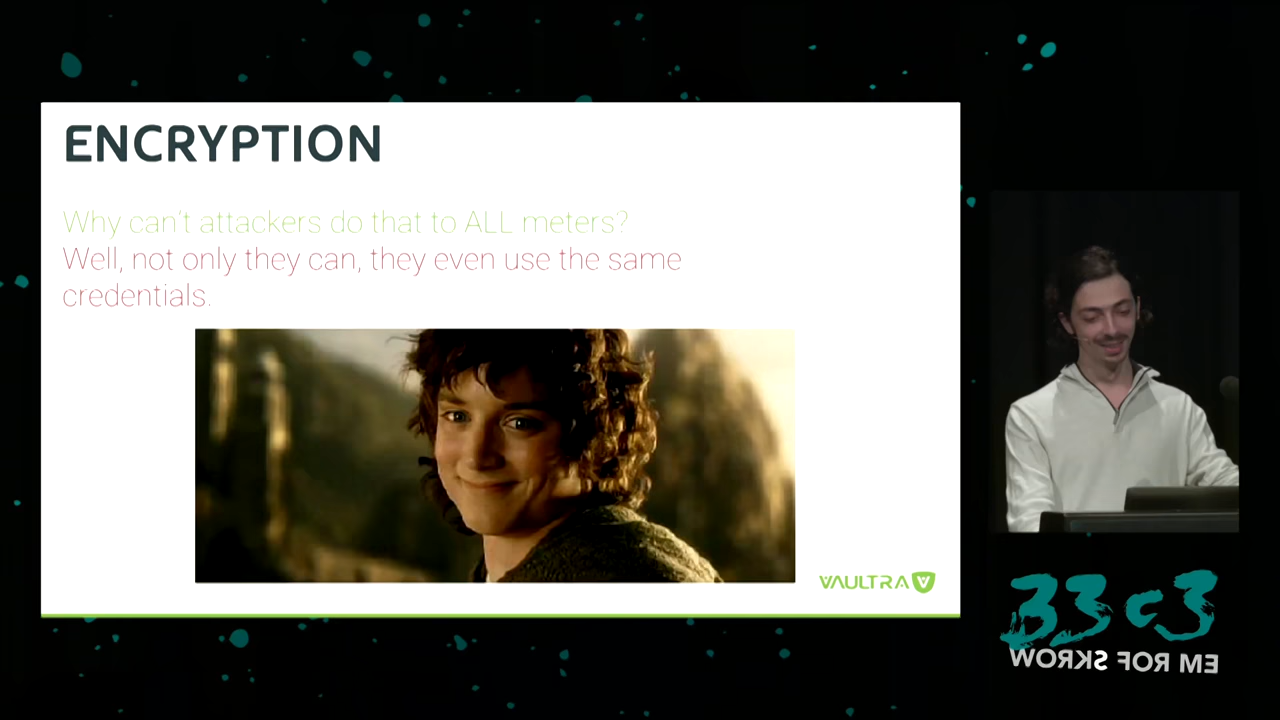 ENCRYPTION
Why can't attackers do that to ALL meters?
Well, not only they can, they even use the same
credentials.
VAULTRA
33c3
WORKS FOR ME